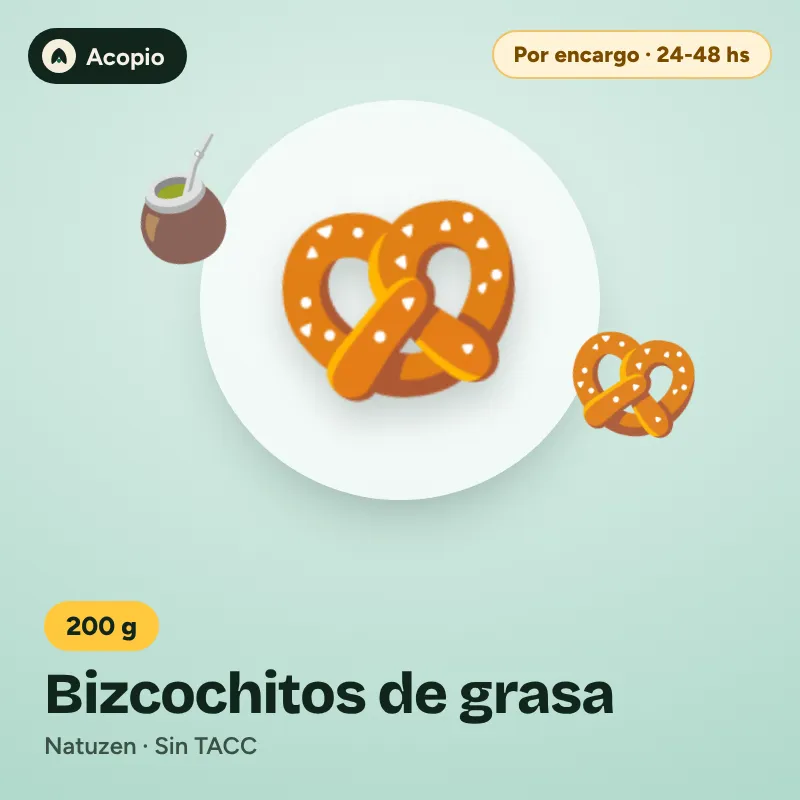 Acopio
Por encargo · 24-48 hs
200 g
Bizcochitos de grasa
Natuzen · Sin TACC